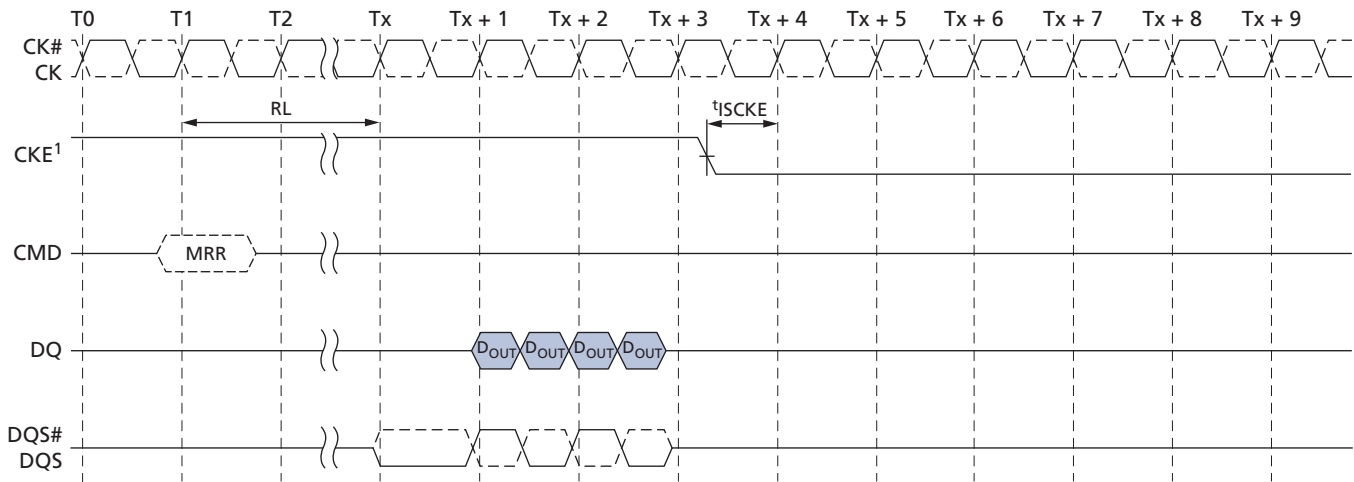 T0 T1 T2 Tx Tx + 1 Tx + 2 Tx + 3 Tx + 4 Tx + 5 Tx + 6 Tx + 7 Tx + 8 Tx + 9
CK#
CK
RL
tISCKE
CKE1
CMD
MRR
DQ
DOUT DOUT DOUT DOUT
DQS#
DQS